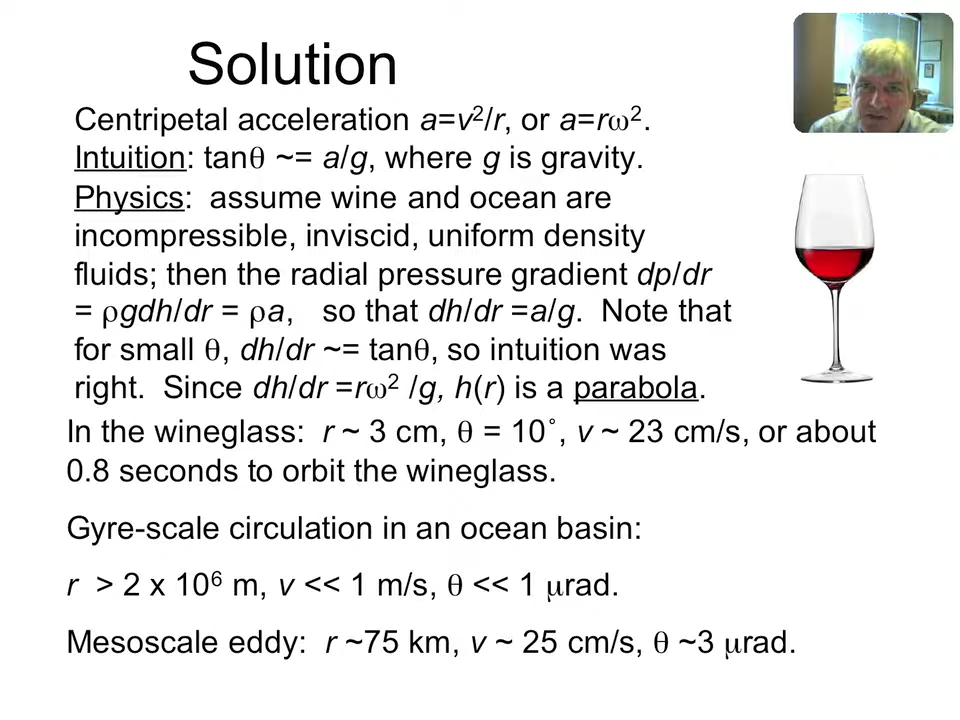 Solution
Centripetal acceleration a=v²/r, or a=rω².
Intuition: tanθ ~= a/g, where g is gravity.
Physics: assume wine and ocean are
incompressible, inviscid, uniform density
fluids; then the radial pressure gradient dp/dr
= ρgdh/dr = ρa, so that dh/dr =a/g. Note that
for small θ, dh/dr ~= tanθ, so intuition was
right. Since dh/dr =rω² /g, h(r) is a parabola.
In the wineglass: r ~ 3 cm, θ = 10˚, v ~ 23 cm/s, or about
0.8 seconds to orbit the wineglass.
Gyre-scale circulation in an ocean basin:
r > 2 x 10⁶ m, v << 1 m/s, θ << 1 μrad.
Mesoscale eddy: r ~75 km, v ~ 25 cm/s, θ ~3 μrad.